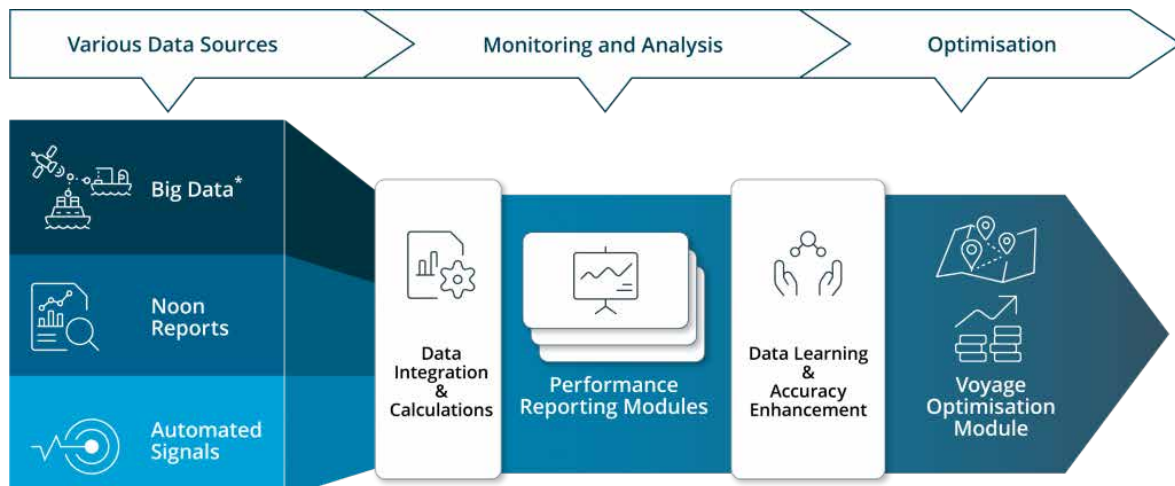 Various Data Sources
Monitoring and Analysis
Optimisation
Big Data*
Noon
Reports
Automated
Signals
Data
Integration
&
Calculations
Performance
Reporting Modules
Data Learning
&
Accuracy
Enhancement
Voyage
Optimisation
Module